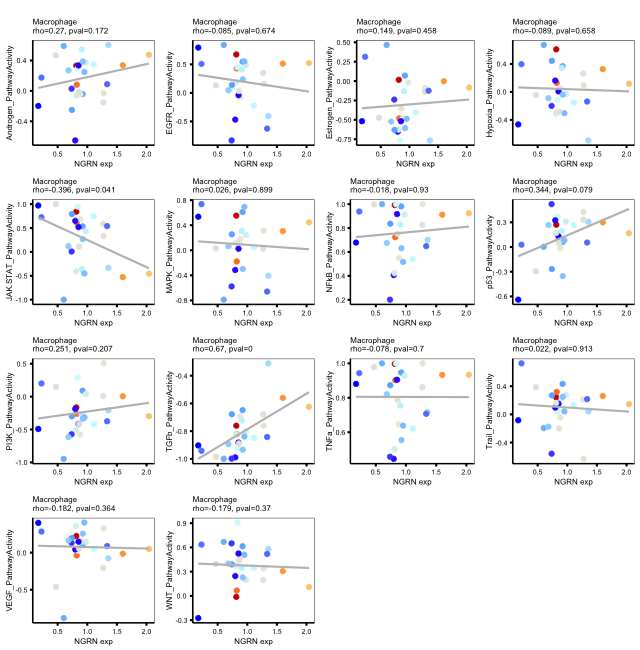 Macrophage
rho=0.27, pval=0.172
Androgen_PathwayActivity
0.4
0.0
-0.4
0.5
1.0
1.5
2.0
NGRN exp
Macrophage
rho=-0.085, pval=0.674
EGFR_PathwayActivity
0.5
0.0
-0.5
0.5
1.0
1.5
2.0
NGRN exp
Macrophage
rho=0.149, pval=0.458
Estrogen_PathwayActivity
0.50
0.25
0.00
-0.25
-0.50
-0.75
0.5
1.0
1.5
2.0
NGRN exp
Macrophage
rho=-0.089, pval=0.658
Hypoxia_PathwayActivity
0.4
0.0
-0.4
0.5
1.0
1.5
2.0
NGRN exp
Macrophage
rho=-0.396, pval=0.041
JAK-STAT_PathwayActivity
1.0
0.5
0.0
-0.5
-1.0
0.5
1.0
1.5
2.0
NGRN exp
Macrophage
rho=0.026, pval=0.899
MAPK_PathwayActivity
0.8
0.4
0.0
-0.4
-0.8
0.5
1.0
1.5
2.0
NGRN exp
Macrophage
rho=-0.018, pval=0.93
NFkB_PathwayActivity
1.0
0.8
0.6
0.4
0.2
0.5
1.0
1.5
2.0
NGRN exp
Macrophage
rho=0.344, pval=0.079
p53_PathwayActivity
0.3
0.0
-0.3
-0.6
0.5
1.0
1.5
2.0
NGRN exp
Macrophage
rho=0.251, pval=0.207
PI3K_PathwayActivity
0.5
0.0
-0.5
-1.0
0.5
1.0
1.5
2.0
NGRN exp
Macrophage
rho=0.67, pval=0
TGFb_PathwayActivity
-0.4
-0.6
-0.8
-1.0
0.5
1.0
1.5
2.0
NGRN exp
Macrophage
rho=-0.078, pval=0.7
TNFa_PathwayActivity
1.0
0.8
0.6
0.5
1.0
1.5
2.0
NGRN exp
Macrophage
rho=0.022, pval=0.913
Trail_PathwayActivity
0.4
0.0
-0.4
0.5
1.0
1.5
2.0
NGRN exp
Macrophage
rho=-0.182, pval=0.364
VEGF_PathwayActivity
0.0
-0.5
0.5
1.0
1.5
2.0
NGRN exp
Macrophage
rho=-0.179, pval=0.37
WNT_PathwayActivity
0.9
0.6
0.3
0.0
-0.3
0.5
1.0
1.5
2.0
NGRN exp